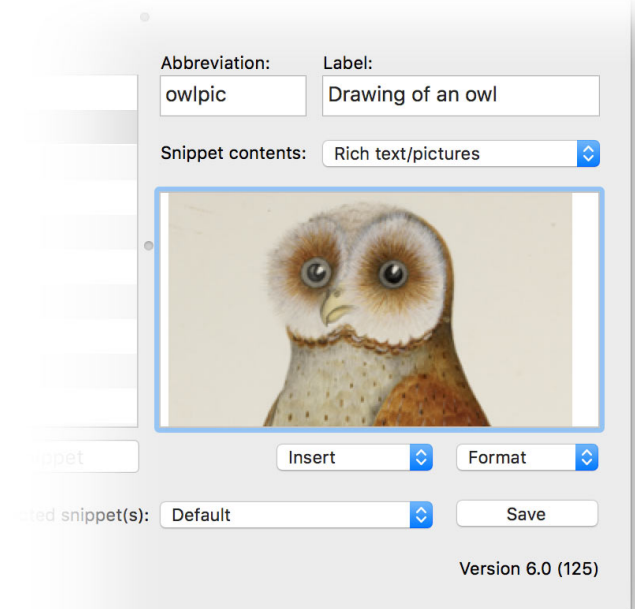 Abbreviation: Label:
owlpic Drawing of an owl
Snippet contents: Rich text/pictures
Insert Format
snippet(s): Default Save
Version 6.0 (125)